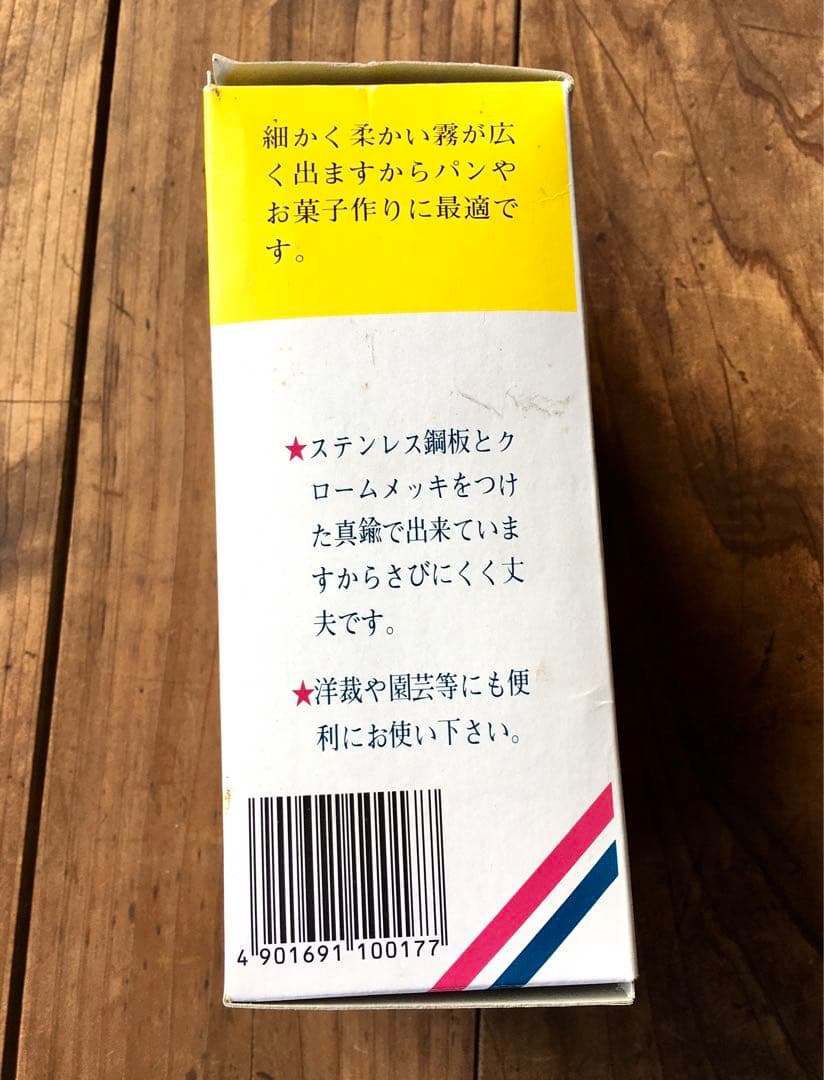 細かく柔かい霧が広
く出ますからパンや
お菓子作りに最適で
す。
★ステンレス鋼板とク
ロームメッキをつけ
た真鍮で出来ていま
すからさびにくく丈
夫です。
★洋裁や園芸等にも便
利にお使い下さい。
4 901691 100177